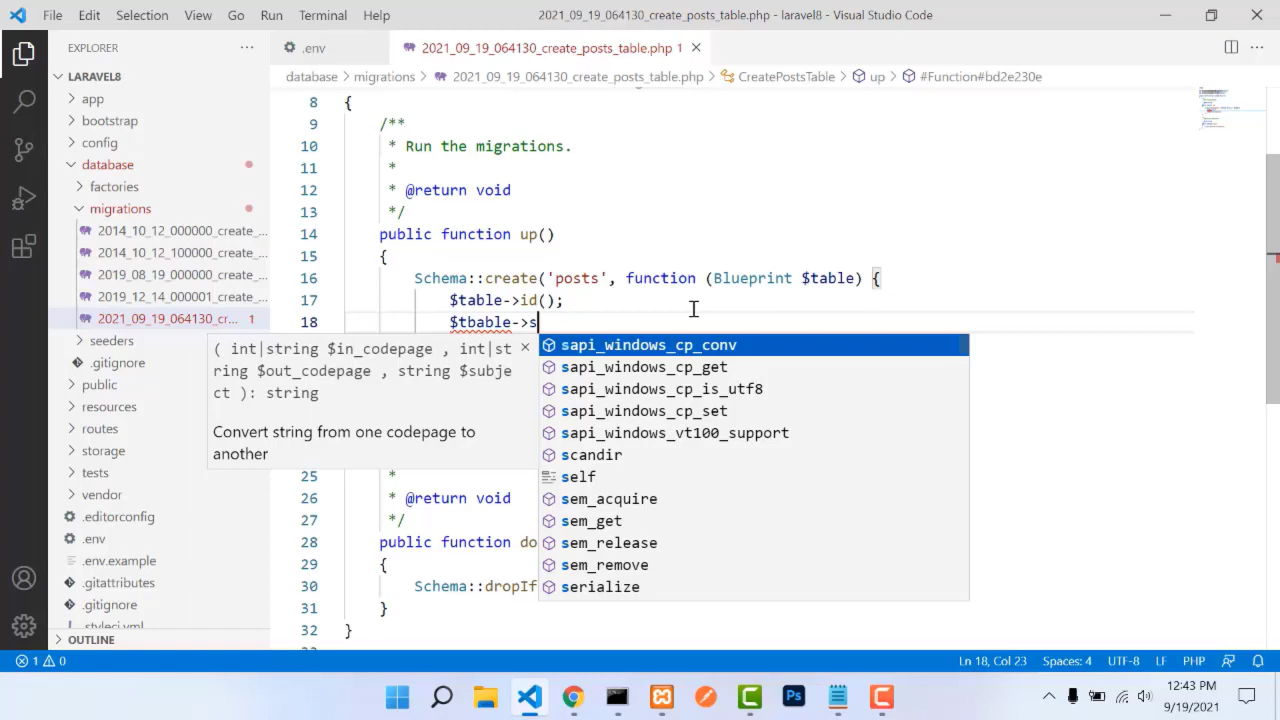 File Edit Selection View Go Run Terminal Help 2021_09_19_064130_create_posts_table.php - laravel8 - Visual Studio Code
EXPLORER
.env
2021_09_19_064130_create_posts_table.php 1
LARAVEL8
database > migrations > 2021_09_19_064130_create_posts_table.php > CreatePostsTable > up > #Function#bd2e230e
app
bootstrap
config
database
factories
migrations
2014_10_12_000000_create_...
2014_10_12_100000_create_...
2019_08_19_000000_create_...
2019_12_14_000001_create_...
2021_09_19_064130_cr... 1
seeders
.gitignore
public
resources
routes
storage
tests
vendor
.editorconfig
.env
.env.example
.gitattributes
.gitignore
.styleci.yml
OUTLINE
8 {
9 /**
10 * Run the migrations.
11 *
12 * @return void
13 */
14 public function up()
15 {
16 Schema::create('posts', function (Blueprint $table) {
17 $table->id();
18 $tbable->s
( int|string $in_codepage , int|st
ring $out_codepage , string $subje
ct ): string
Convert string from one codepage to
another
sapi_windows_cp_conv
sapi_windows_cp_get
sapi_windows_cp_is_utf8
sapi_windows_cp_set
sapi_windows_vt100_support
scandir
self
sem_acquire
sem_get
sem_release
sem_remove
serialize
25 *
26 * @return void
27 */
28 public function do
29 {
30 Schema::dropIf
31 }
32 }
1 0
Ln 18, Col 23 Spaces: 4 UTF-8 LF PHP
Ps
12:43 PM
9/19/2021